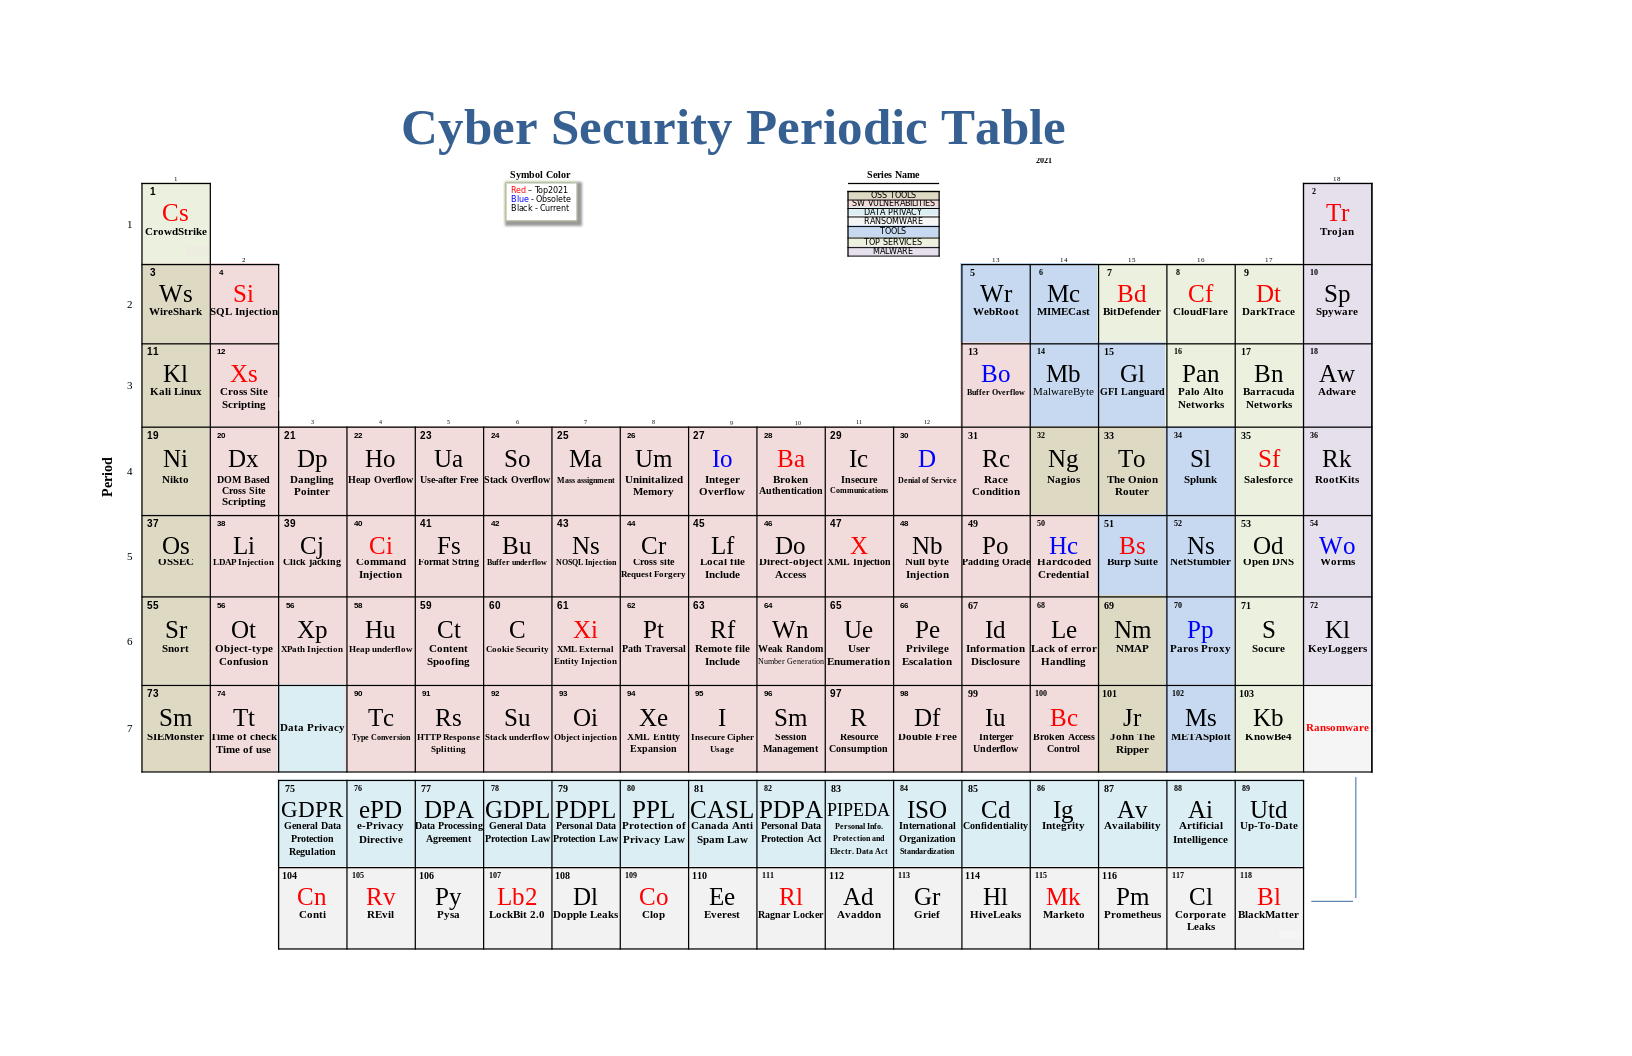 Cyber Security Periodic Table
2021
Symbol Color
Red – Top2021
Blue - Obsolete
Black - Current
Series Name
OSS TOOLS
SW VULNERABILITIES
DATA PRIVACY
RANSOMWARE
TOOLS
TOP SERVICES
MALWARE
Period
1
18
1
1
Cs
CrowdStrike
2
Tr
Trojan
2
13
14
15
16
17
2
3
Ws
WireShark
4
Si
SQL Injection
5
Wr
WebRoot
6
Mc
MIMECast
7
Bd
BitDefender
8
Cf
CloudFlare
9
Dt
DarkTrace
10
Sp
Spyware
3
11
Kl
Kali Linux
12
Xs
Cross Site
Scripting
13
Bo
Buffer Overflow
14
Mb
MalwareByte
15
Gl
GFI Languard
16
Pan
Palo Alto
Networks
17
Bn
Barracuda
Networks
18
Aw
Adware
3
4
5
6
7
8
9
10
11
12
4
19
Ni
Nikto
20
Dx
DOM Based
Cross Site
Scripting
21
Dp
Dangling
Pointer
22
Ho
Heap Overflow
23
Ua
Use-after Free
24
So
Stack Overflow
25
Ma
Mass assignment
26
Um
Uninitalized
Memory
27
Io
Integer
Overflow
28
Ba
Broken
Authentication
29
Ic
Insecure
Communications
30
D
Denial of Service
31
Rc
Race
Condition
32
Ng
Nagios
33
To
The Onion
Router
34
Sl
Splunk
35
Sf
Salesforce
36
Rk
RootKits
5
37
Os
OSSEC
38
Li
LDAP Injection
39
Cj
Click jacking
40
Ci
Command
Injection
41
Fs
Format String
42
Bu
Buffer underflow
43
Ns
NOSQL Injection
44
Cr
Cross site
Request Forgery
45
Lf
Local file
Include
46
Do
Direct-object
Access
47
X
XML Injection
48
Nb
Null byte
Injection
49
Po
Padding Oracle
50
Hc
Hardcoded
Credential
51
Bs
Burp Suite
52
Ns
NetStumbler
53
Od
Open DNS
54
Wo
Worms
6
55
Sr
Snort
56
Ot
Object-type
Confusion
56
Xp
XPath Injection
58
Hu
Heap underflow
59
Ct
Content
Spoofing
60
C
Cookie Security
61
Xi
XML External
Entity Injection
62
Pt
Path Traversal
63
Rf
Remote file
Include
64
Wn
Weak Random
Number Generation
65
Ue
User
Enumeration
66
Pe
Privilege
Escalation
67
Id
Information
Disclosure
68
Le
Lack of error
Handling
69
Nm
NMAP
70
Pp
Paros Proxy
71
S
Socure
72
Kl
KeyLoggers
7
73
Sm
SIEMonster
74
Tt
Time of check
Time of use
Data Privacy
90
Tc
Type Conversion
91
Rs
HTTP Response
Splitting
92
Su
Stack underflow
93
Oi
Object injection
94
Xe
XML Entity
Expansion
95
I
Insecure Cipher
Usage
96
Sm
Session
Management
97
R
Resource
Consumption
98
Df
Double Free
99
Iu
Interger
Underflow
100
Bc
Broken Access
Control
101
Jr
John The
Ripper
102
Ms
METASploit
103
Kb
KnowBe4
Ransomware
75
GDPR
General Data
Protection
Regulation
76
ePD
e-Privacy
Directive
77
DPA
Data Processing
Agreement
78
GDPL
General Data
Protection Law
79
PDPL
Personal Data
Protection Law
80
PPL
Protection of
Privacy Law
81
CASL
Canada Anti
Spam Law
82
PDPA
Personal Data
Protection Act
83
PIPEDA
Personal Info.
Protection and
Electr. Data Act
84
ISO
International
Organization
Standardization
85
Cd
Confidentiality
86
Ig
Integrity
87
Av
Availability
88
Ai
Artificial
Intelligence
89
Utd
Up-To-Date
104
Cn
Conti
105
Rv
REvil
106
Py
Pysa
107
Lb2
LockBit 2.0
108
Dl
Dopple Leaks
109
Co
Clop
110
Ee
Everest
111
Rl
Ragnar Locker
112
Ad
Avaddon
113
Gr
Grief
114
Hl
HiveLeaks
115
Mk
Marketo
116
Pm
Prometheus
117
Cl
Corporate
Leaks
118
Bl
BlackMatter